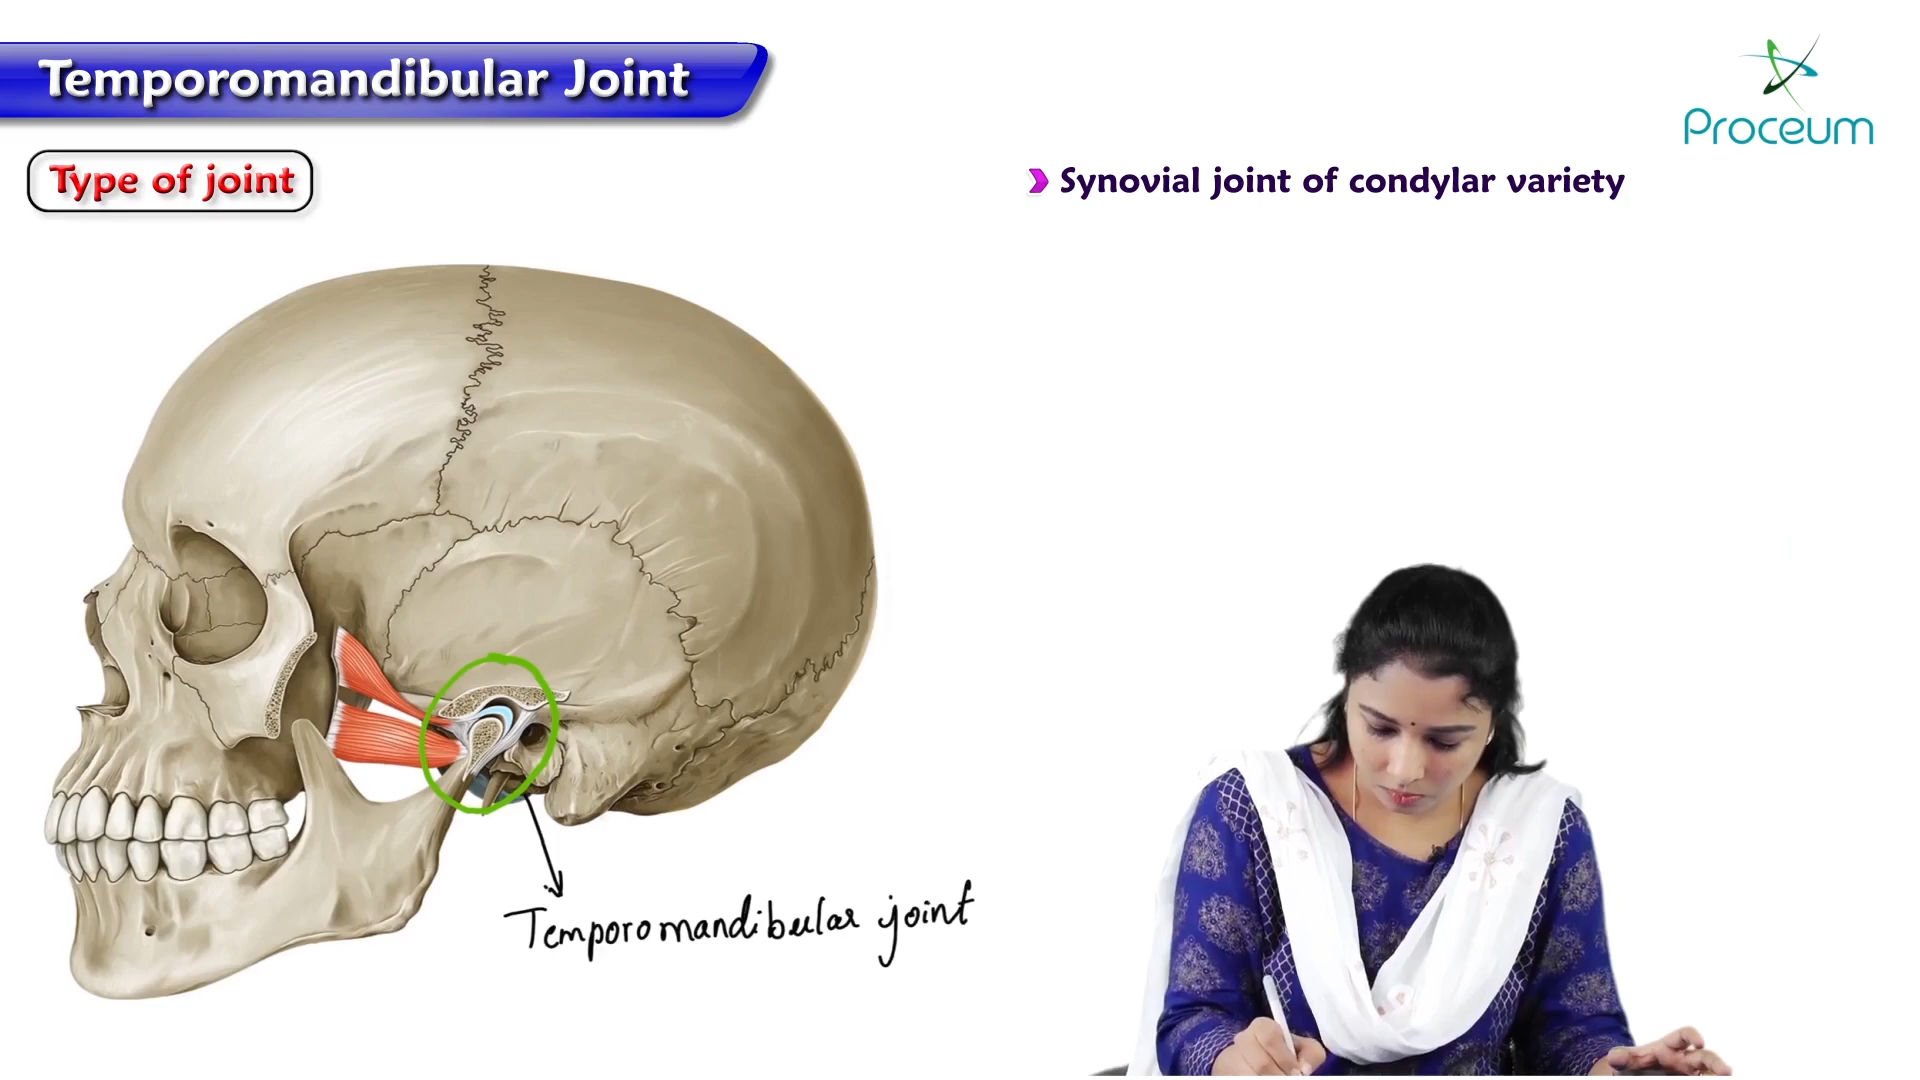 Temporomandibular Joint
Proceum
Type of joint
Synovial joint of condylar variety
Temporomandibular joint